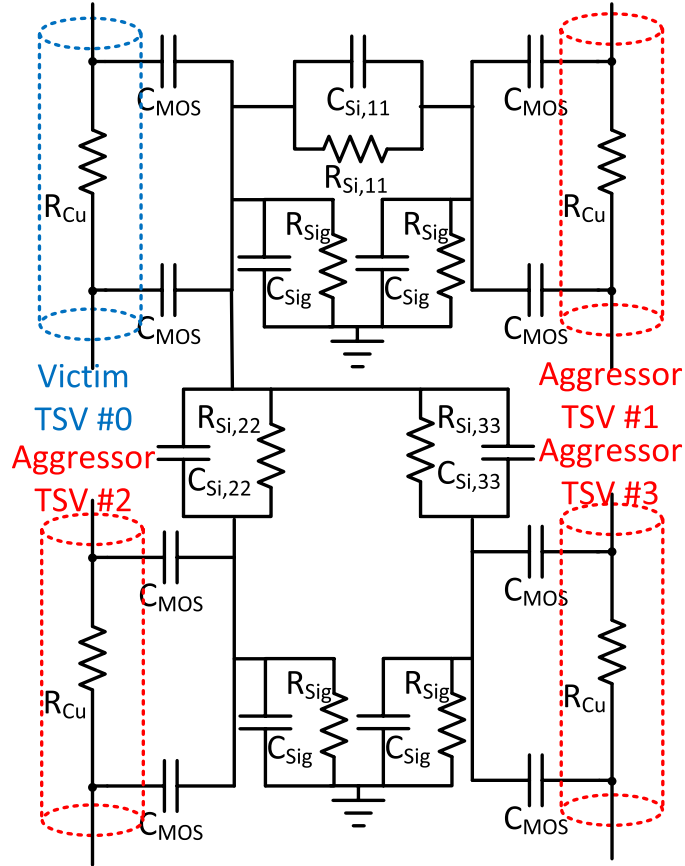 C_MOS C_Si,11 C_MOS
R_Si,11
R_Cu R_Sig R_Sig R_Cu
C_MOS C_Sig C_Sig C_MOS
Victim
TSV #0
Aggressor
TSV #1
R_Si,22 R_Si,33
C_Si,22 C_Si,33
Aggressor
TSV #2
Aggressor
TSV #3
C_MOS C_MOS
R_Cu R_Sig R_Sig R_Cu
C_Sig C_Sig
C_MOS C_MOS